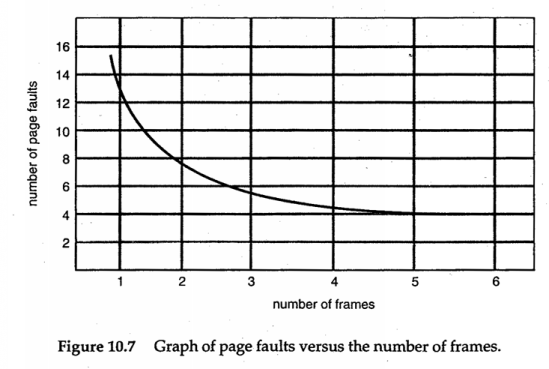 16
14
12
10
8
6
4
2
number of page faults
1 2 3 4 5 6
number of frames
Figure 10.7 Graph of page faults versus the number of frames.